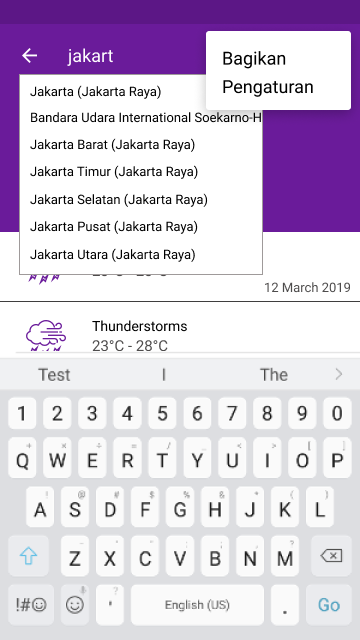 jakart
Bagikan
Pengaturan
Jakarta (Jakarta Raya)
Bandara Udara International Soekarno-H
Jakarta Barat (Jakarta Raya)
Jakarta Timur (Jakarta Raya)
Jakarta Selatan (Jakarta Raya)
Jakarta Pusat (Jakarta Raya)
Jakarta Utara (Jakarta Raya)
12 March 2019
Thunderstorms
23°C - 28°C
Test I The
1 2 3 4 5 6 7 8 9 0
Q W E R T Y U I O P
A S D F G H J K L
Z X C V B N M
!#☺ ' English (US) . Go